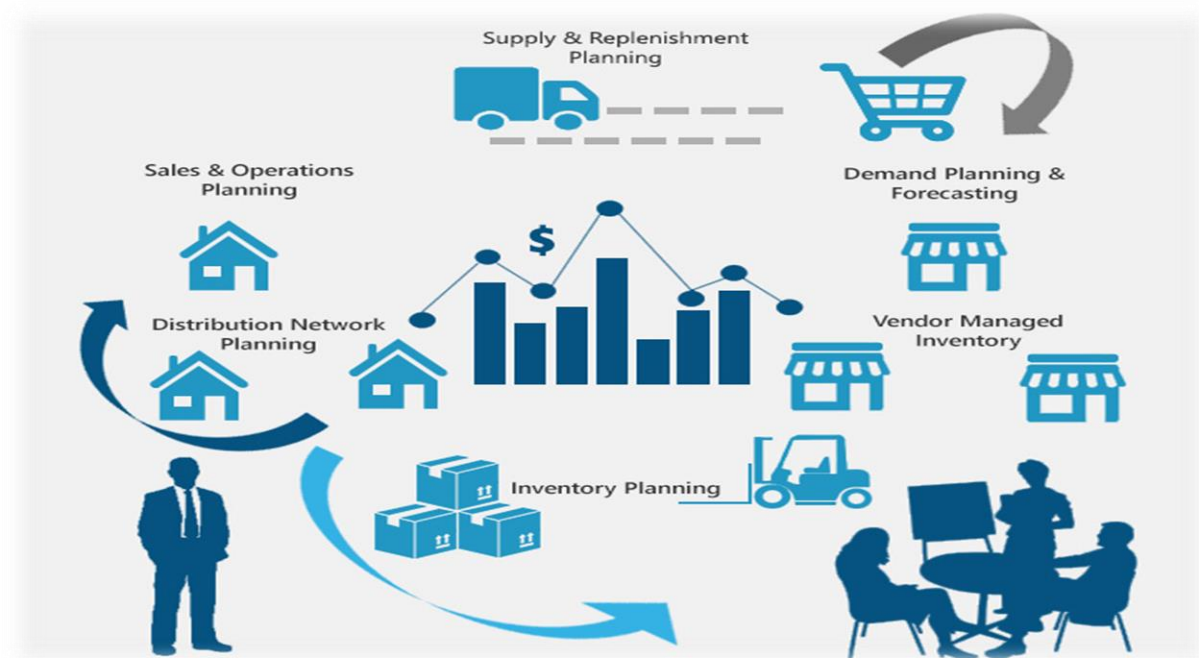 Supply & Replenishment
Planning
Sales & Operations
Planning
Demand Planning &
Forecasting
$
Distribution Network
Planning
Vendor Managed
Inventory
Inventory Planning